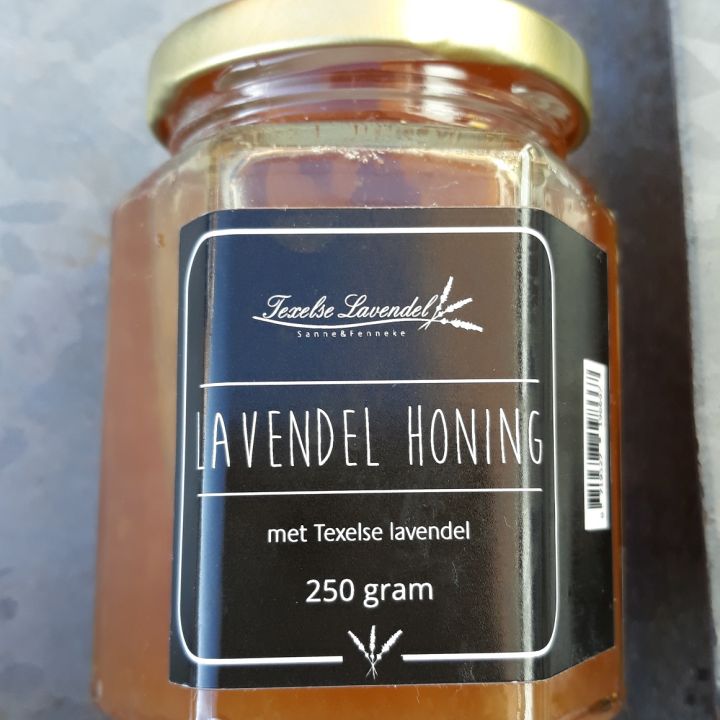 Texelse Lavendel
Sanne&Fenneke
LAVENDEL HONING
met Texelse lavendel
250 gram